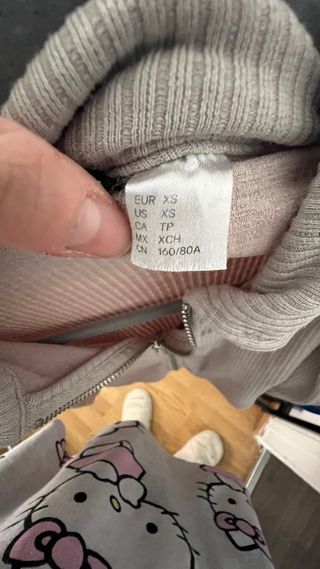 EUR XS
US XS
CA TP
MX XCH
CN 160/80A